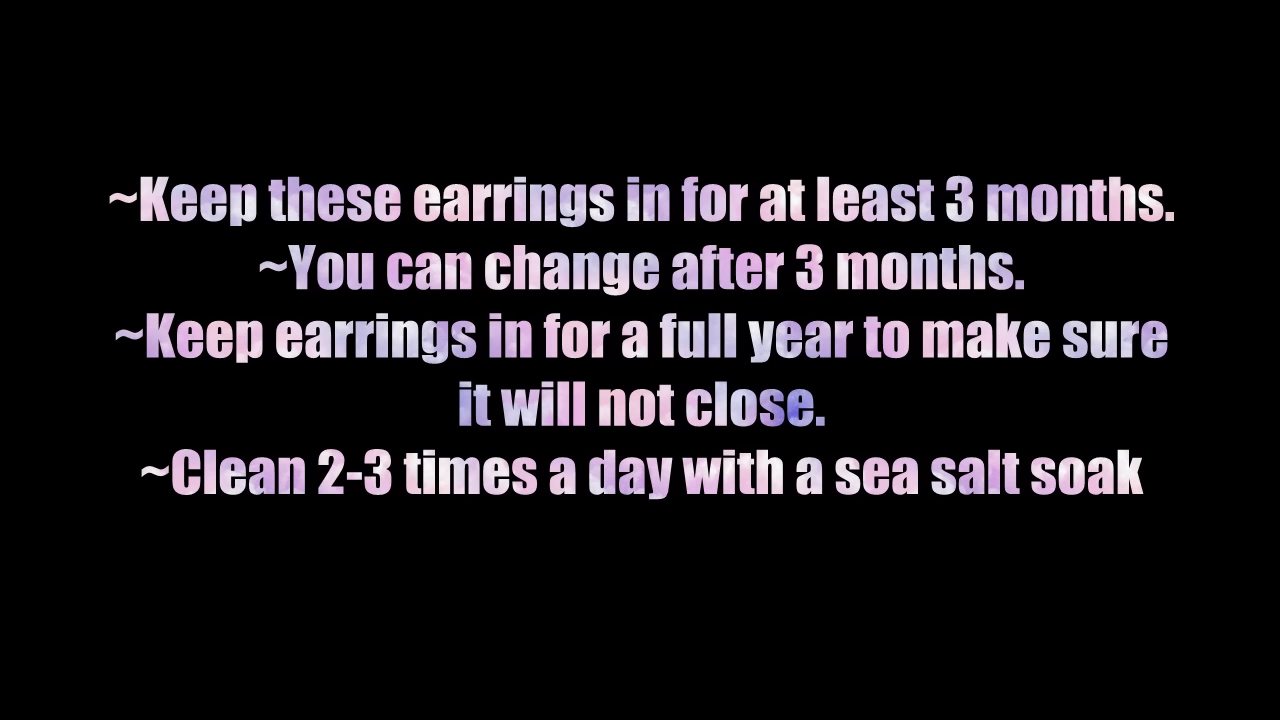 ~Keep these earrings in for at least 3 months.
~You can change after 3 months.
~Keep earrings in for a full year to make sure
it will not close.
~Clean 2-3 times a day with a sea salt soak